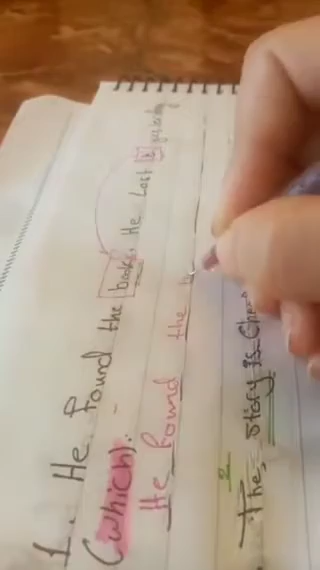 1. He found the book. He Lost it yesterday
(which). -
He found the
2
The story is